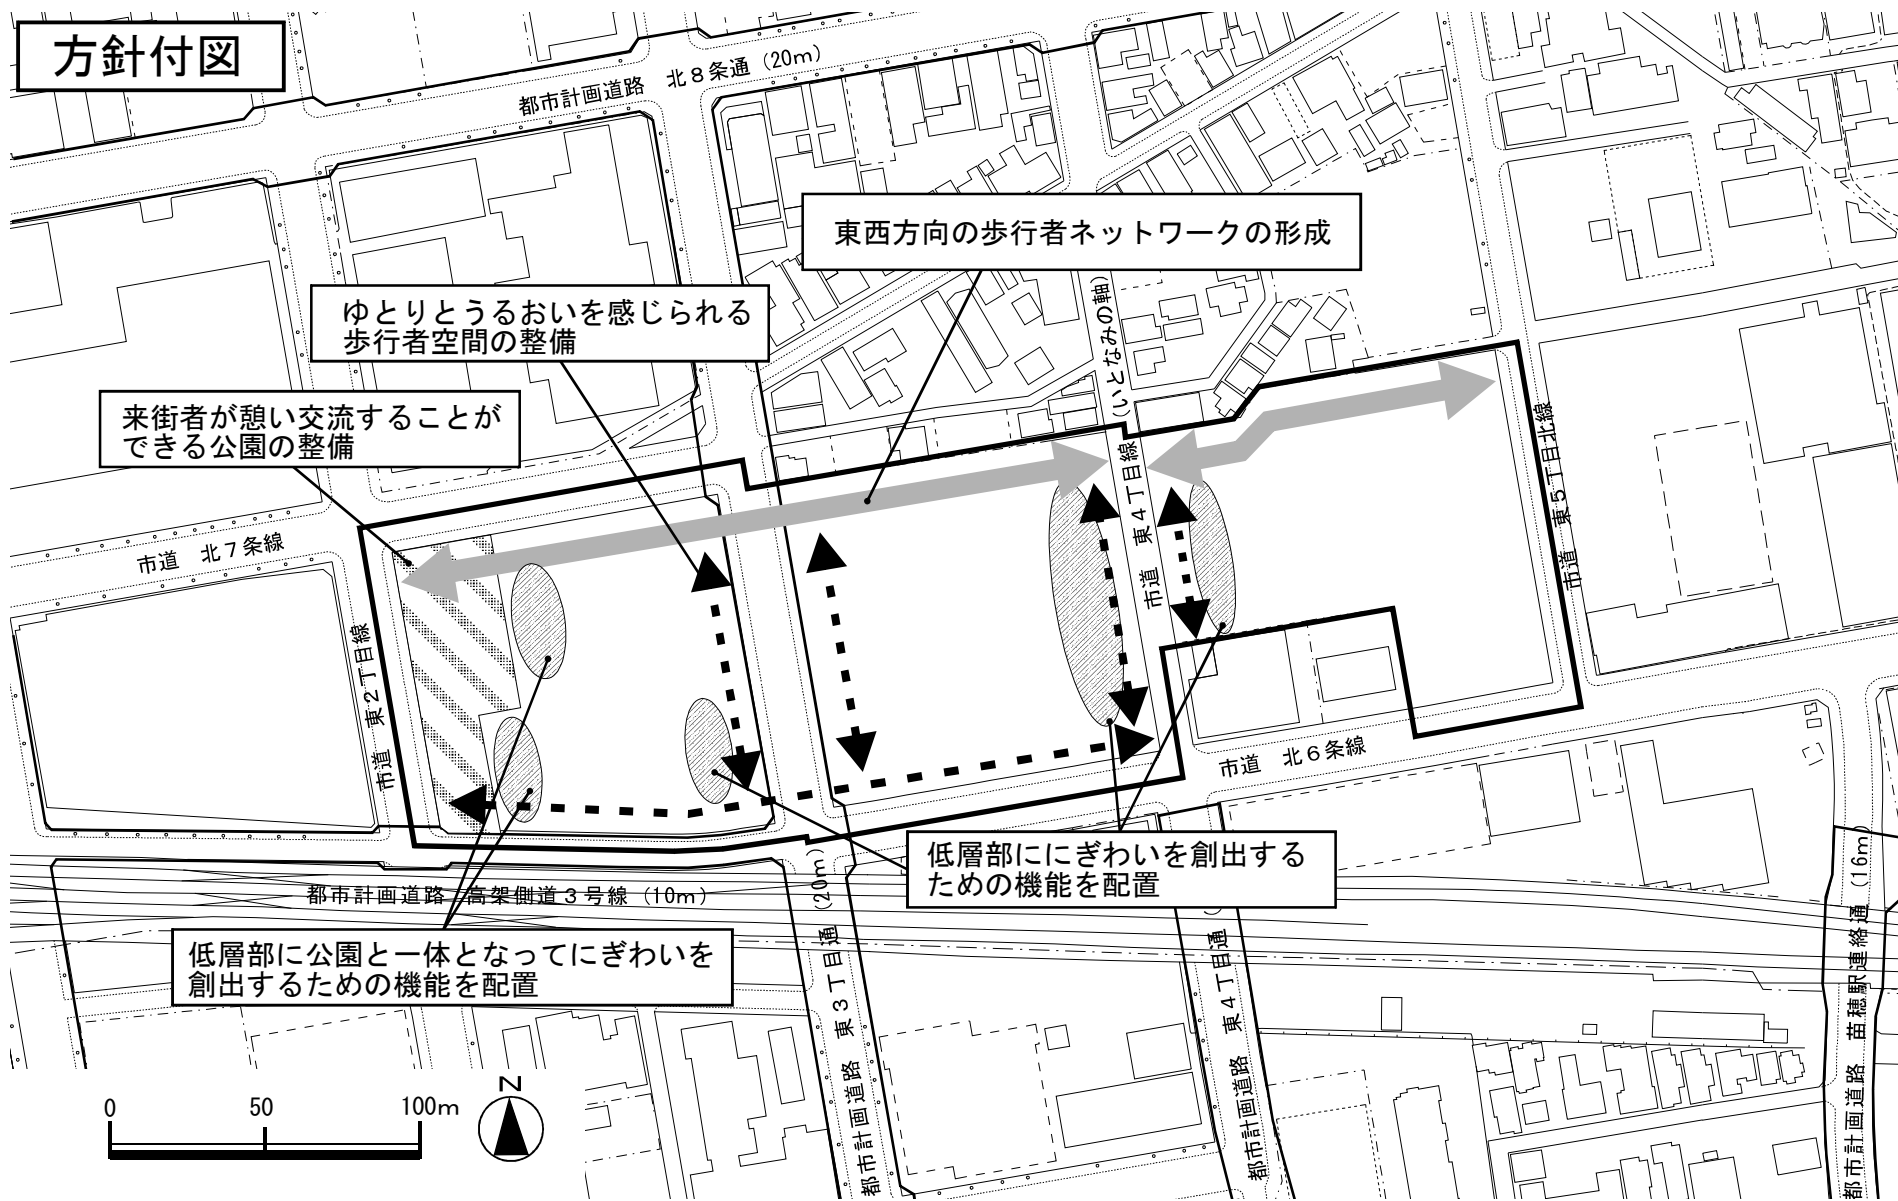 方針付図
都市計画道路　北８条通（20m）
東西方向の歩行者ネットワークの形成
ゆとりとうるおいを感じられる
歩行者空間の整備
来街者が憩い交流することが
できる公園の整備
（いとなみの軸）
市道　東４丁目線
市道　東５丁目北線
市道　北７条線
市道　東２丁目線
市道　北６条線
低層部ににぎわいを創出する
ための機能を配置
都市計画道路　高架側道３号線（10m）
低層部に公園と一体となってにぎわいを
創出するための機能を配置
都市計画道路　東３丁目通（20m）
都市計画道路　東４丁目通（
都市計画道路　苗穂駅連絡通（16m）
0　50　100m
N